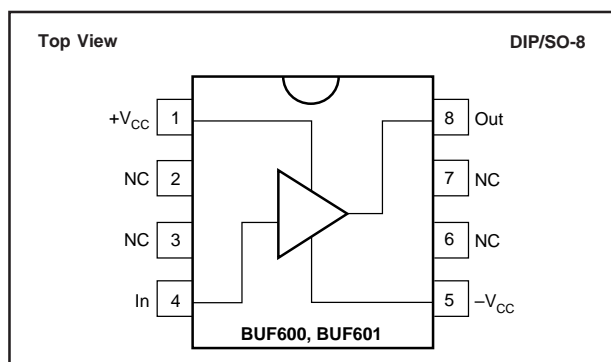 Top View DIP/SO-8
+VCC 1 8 Out
NC 2 7 NC
NC 3 6 NC
In 4 5 –VCC
BUF600, BUF601